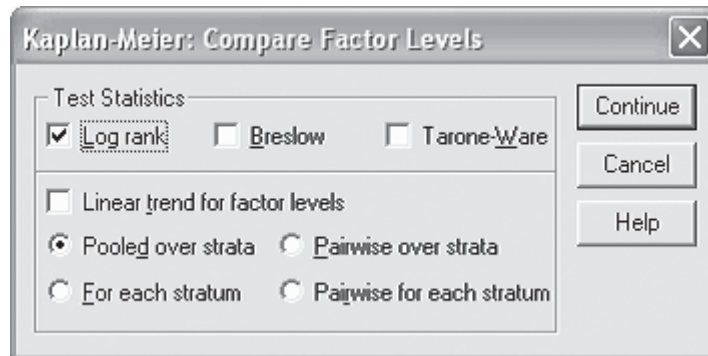 Kaplan-Meier: Compare Factor Levels
Test Statistics
Log rank Breslow Tarone-Ware
Linear trend for factor levels
Pooled over strata Pairwise over strata
For each stratum Pairwise for each stratum
Continue
Cancel
Help